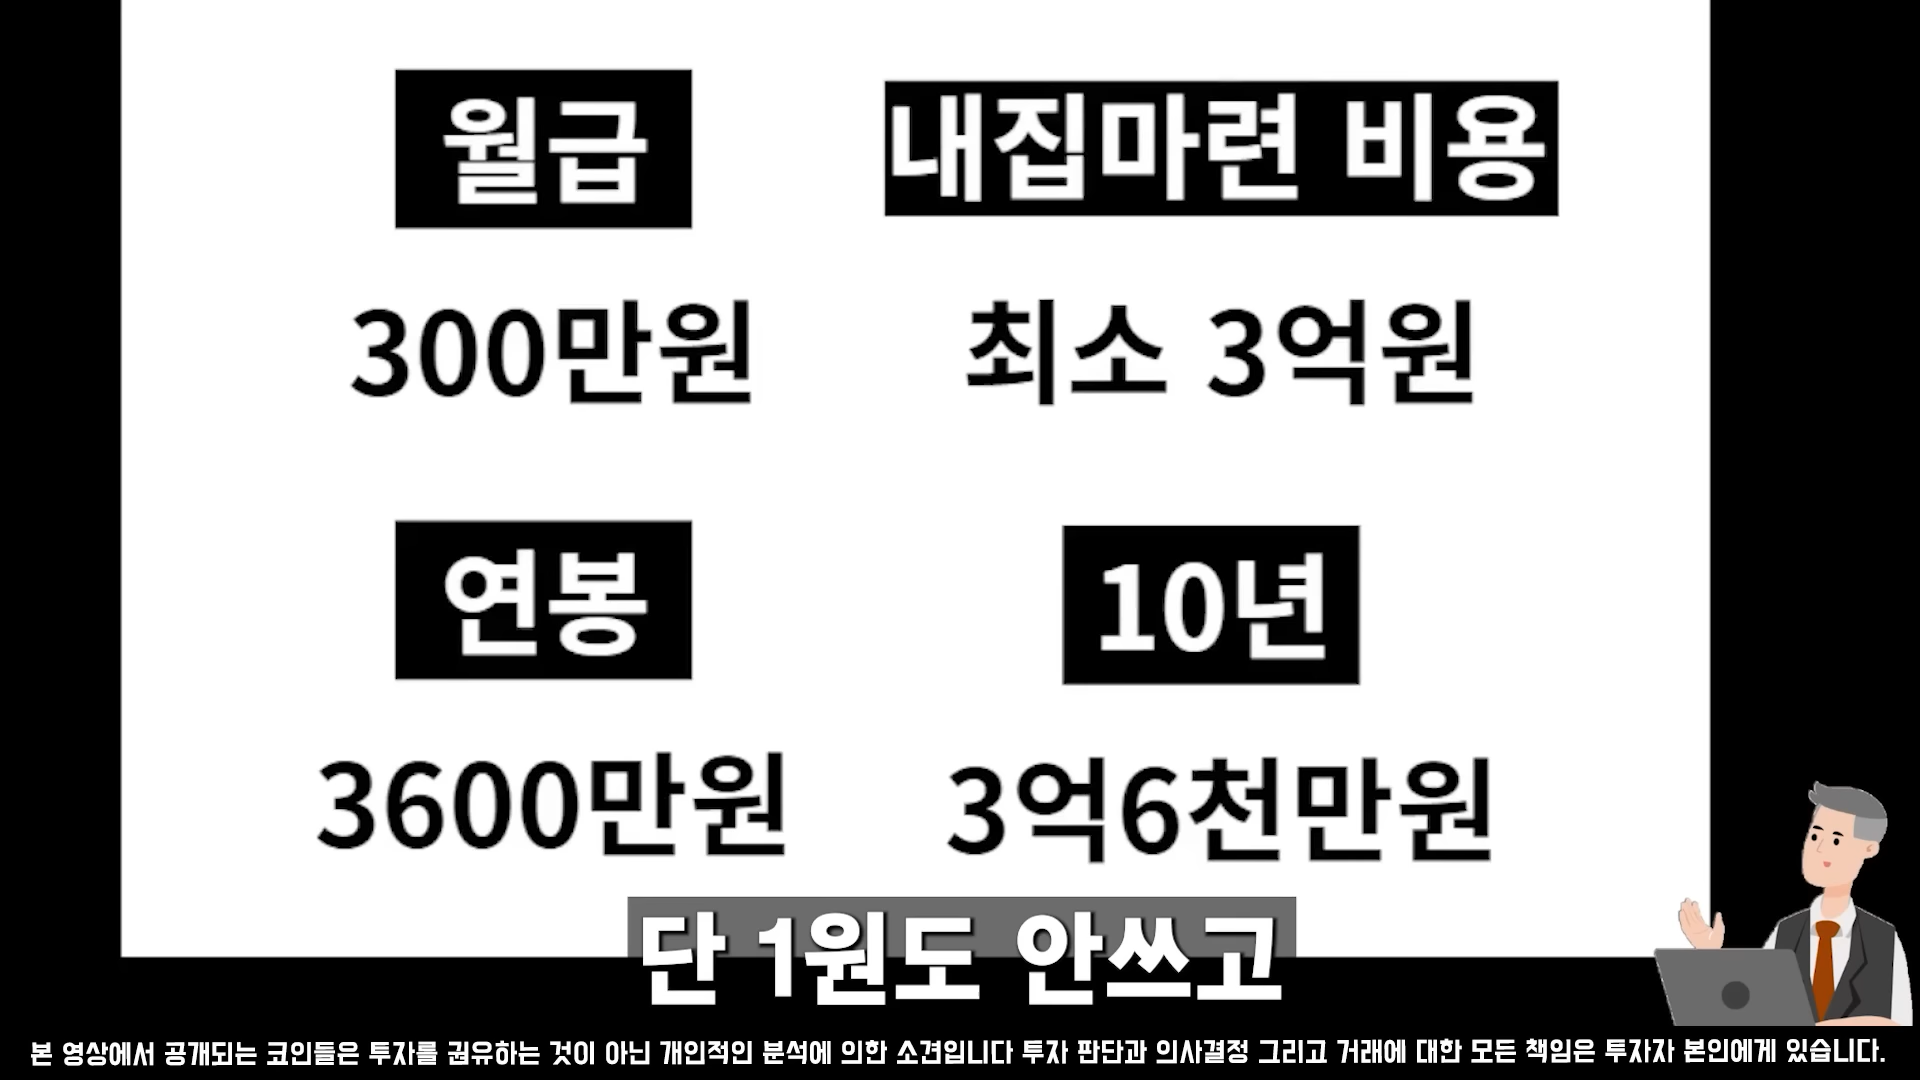 월급
내집마련 비용
300만원
최소 3억원
연봉
10년
3600만원
3억6천만원
단 1원도 안쓰고
본 영상에서 공개되는 코인들은 투자를 권유하는 것이 아닌 개인적인 분석에 의한 소견입니다 투자 판단과 의사결정 그리고 거래에 대한 모든 책임은 투자자 본인에게 있습니다.